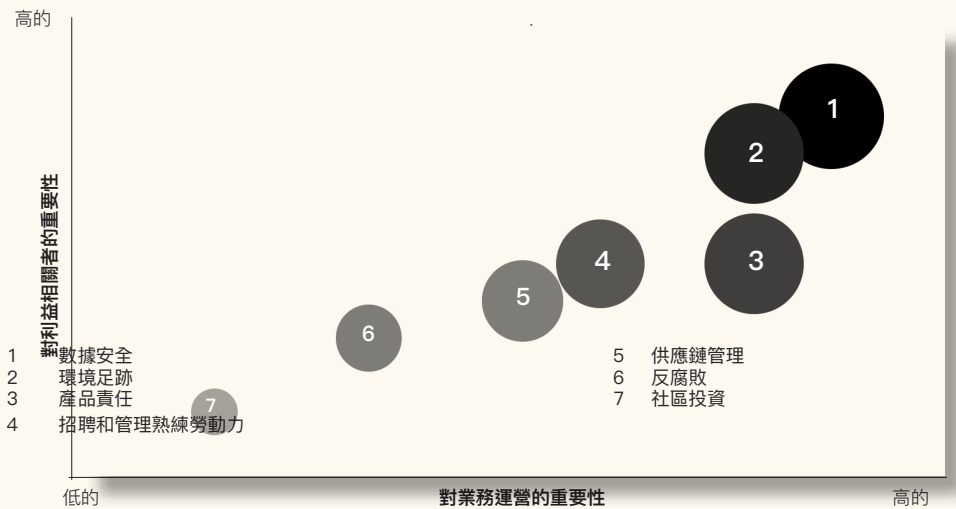 高的
1
2
3
4
5
6
7
對利益相關者的重要性
1 數據安全
2 環境足跡
3 產品責任
4 招聘和管理熟練勞動力
5 供應鏈管理
6 反腐敗
7 社區投資
低的
對業務運營的重要性
高的